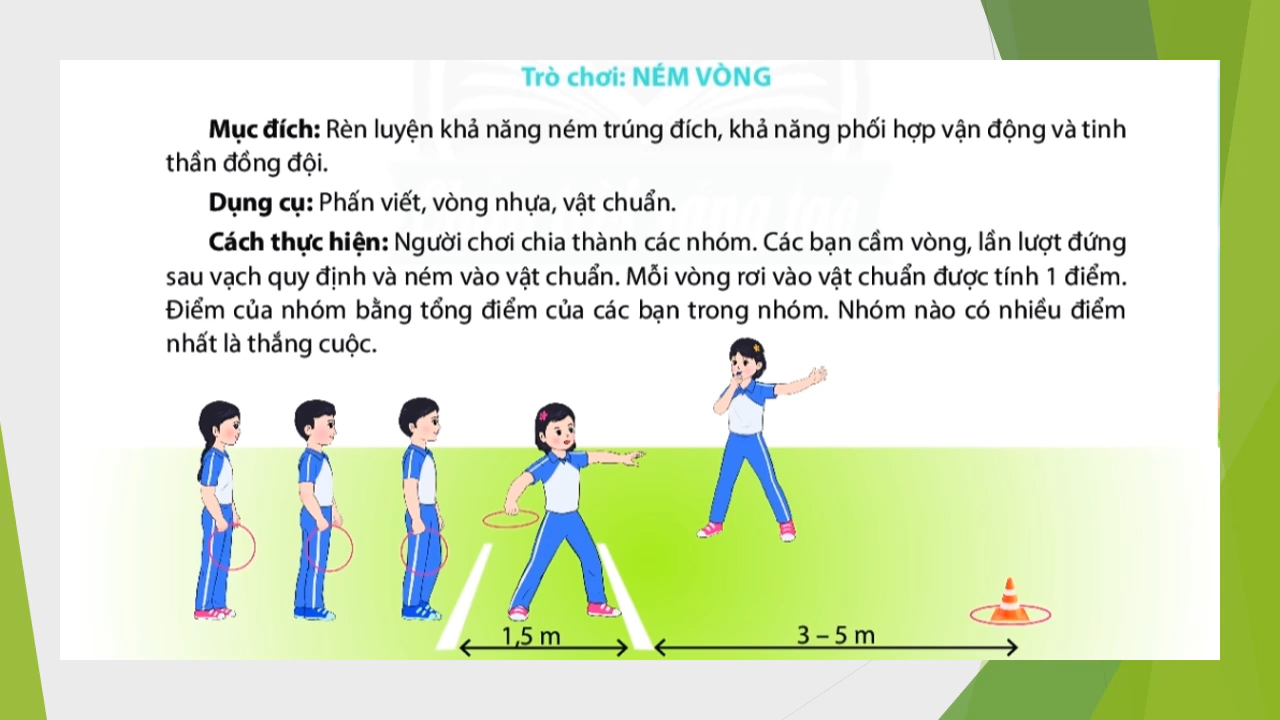 Trò chơi: NÉM VÒNG
Mục đích: Rèn luyện khả năng ném trúng đích, khả năng phối hợp vận động và tinh
thần đồng đội.
Dụng cụ: Phấn viết, vòng nhựa, vật chuẩn.
Cách thực hiện: Người chơi chia thành các nhóm. Các bạn cầm vòng, lần lượt đứng
sau vạch quy định và ném vào vật chuẩn. Mỗi vòng rơi vào vật chuẩn được tính 1 điểm.
Điểm của nhóm bằng tổng điểm của các bạn trong nhóm. Nhóm nào có nhiều điểm
nhất là thắng cuộc.
1,5 m
3 – 5 m